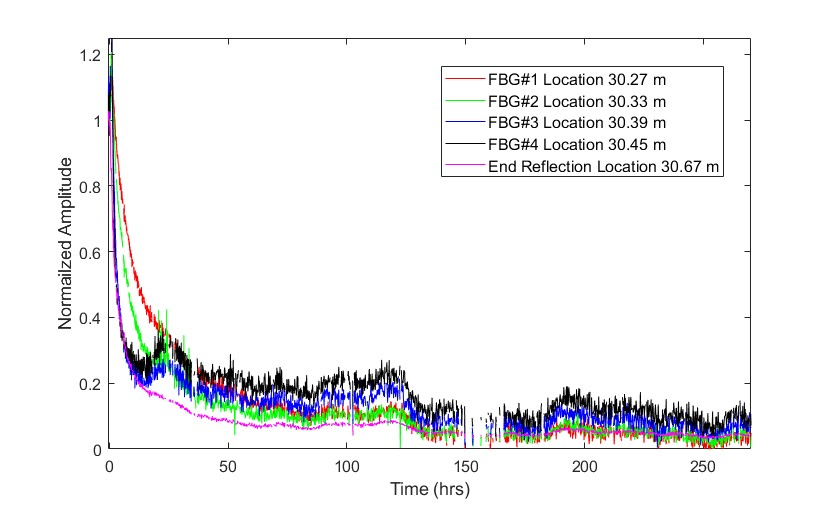 1.2
1
0.8
0.6
0.4
0.2
0
Normailzed Amplitude
FBG#1 Location 30.27 m
FBG#2 Location 30.33 m
FBG#3 Location 30.39 m
FBG#4 Location 30.45 m
End Reflection Location 30.67 m
0 50 100 150 200 250
Time (hrs)